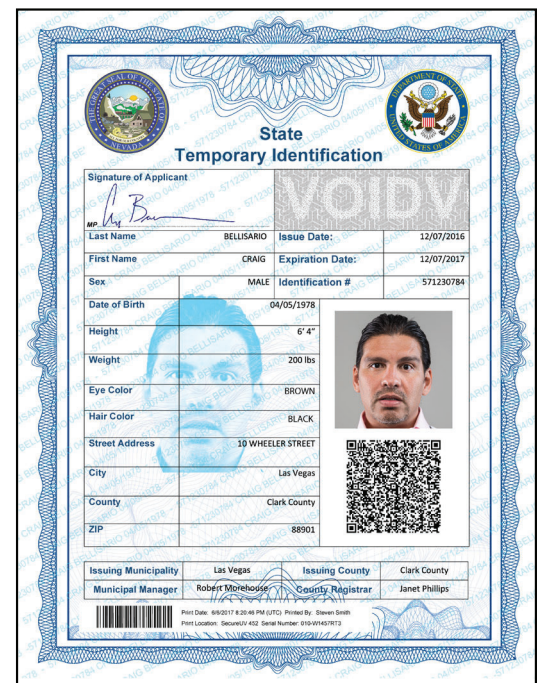 THE GREAT SEAL OF THE STATE OF
NEVADA
DEPARTMENT OF STATE
UNITED STATES OF AMERICA
State
Temporary Identification
Signature of Applicant
MP
VOIDV
Last Name BELLISARIO Issue Date: 12/07/2016
First Name CRAIG Expiration Date: 12/07/2017
Sex MALE Identification # 571230784
Date of Birth 04/05/1978
Height 6' 4"
Weight 200 lbs
Eye Color BROWN
Hair Color BLACK
Street Address 10 WHEELER STREET
City Las Vegas
County Clark County
ZIP 88901
Issuing Municipality Las Vegas Issuing County Clark County
Municipal Manager Robert Morehouse County Registrar Janet Phillips
Print Date: 6/6/2017 8:20:46 PM (UTC) Printed By: Steven Smith
Print Location: SecureUV 452 Serial Number: 010-W1457RT3